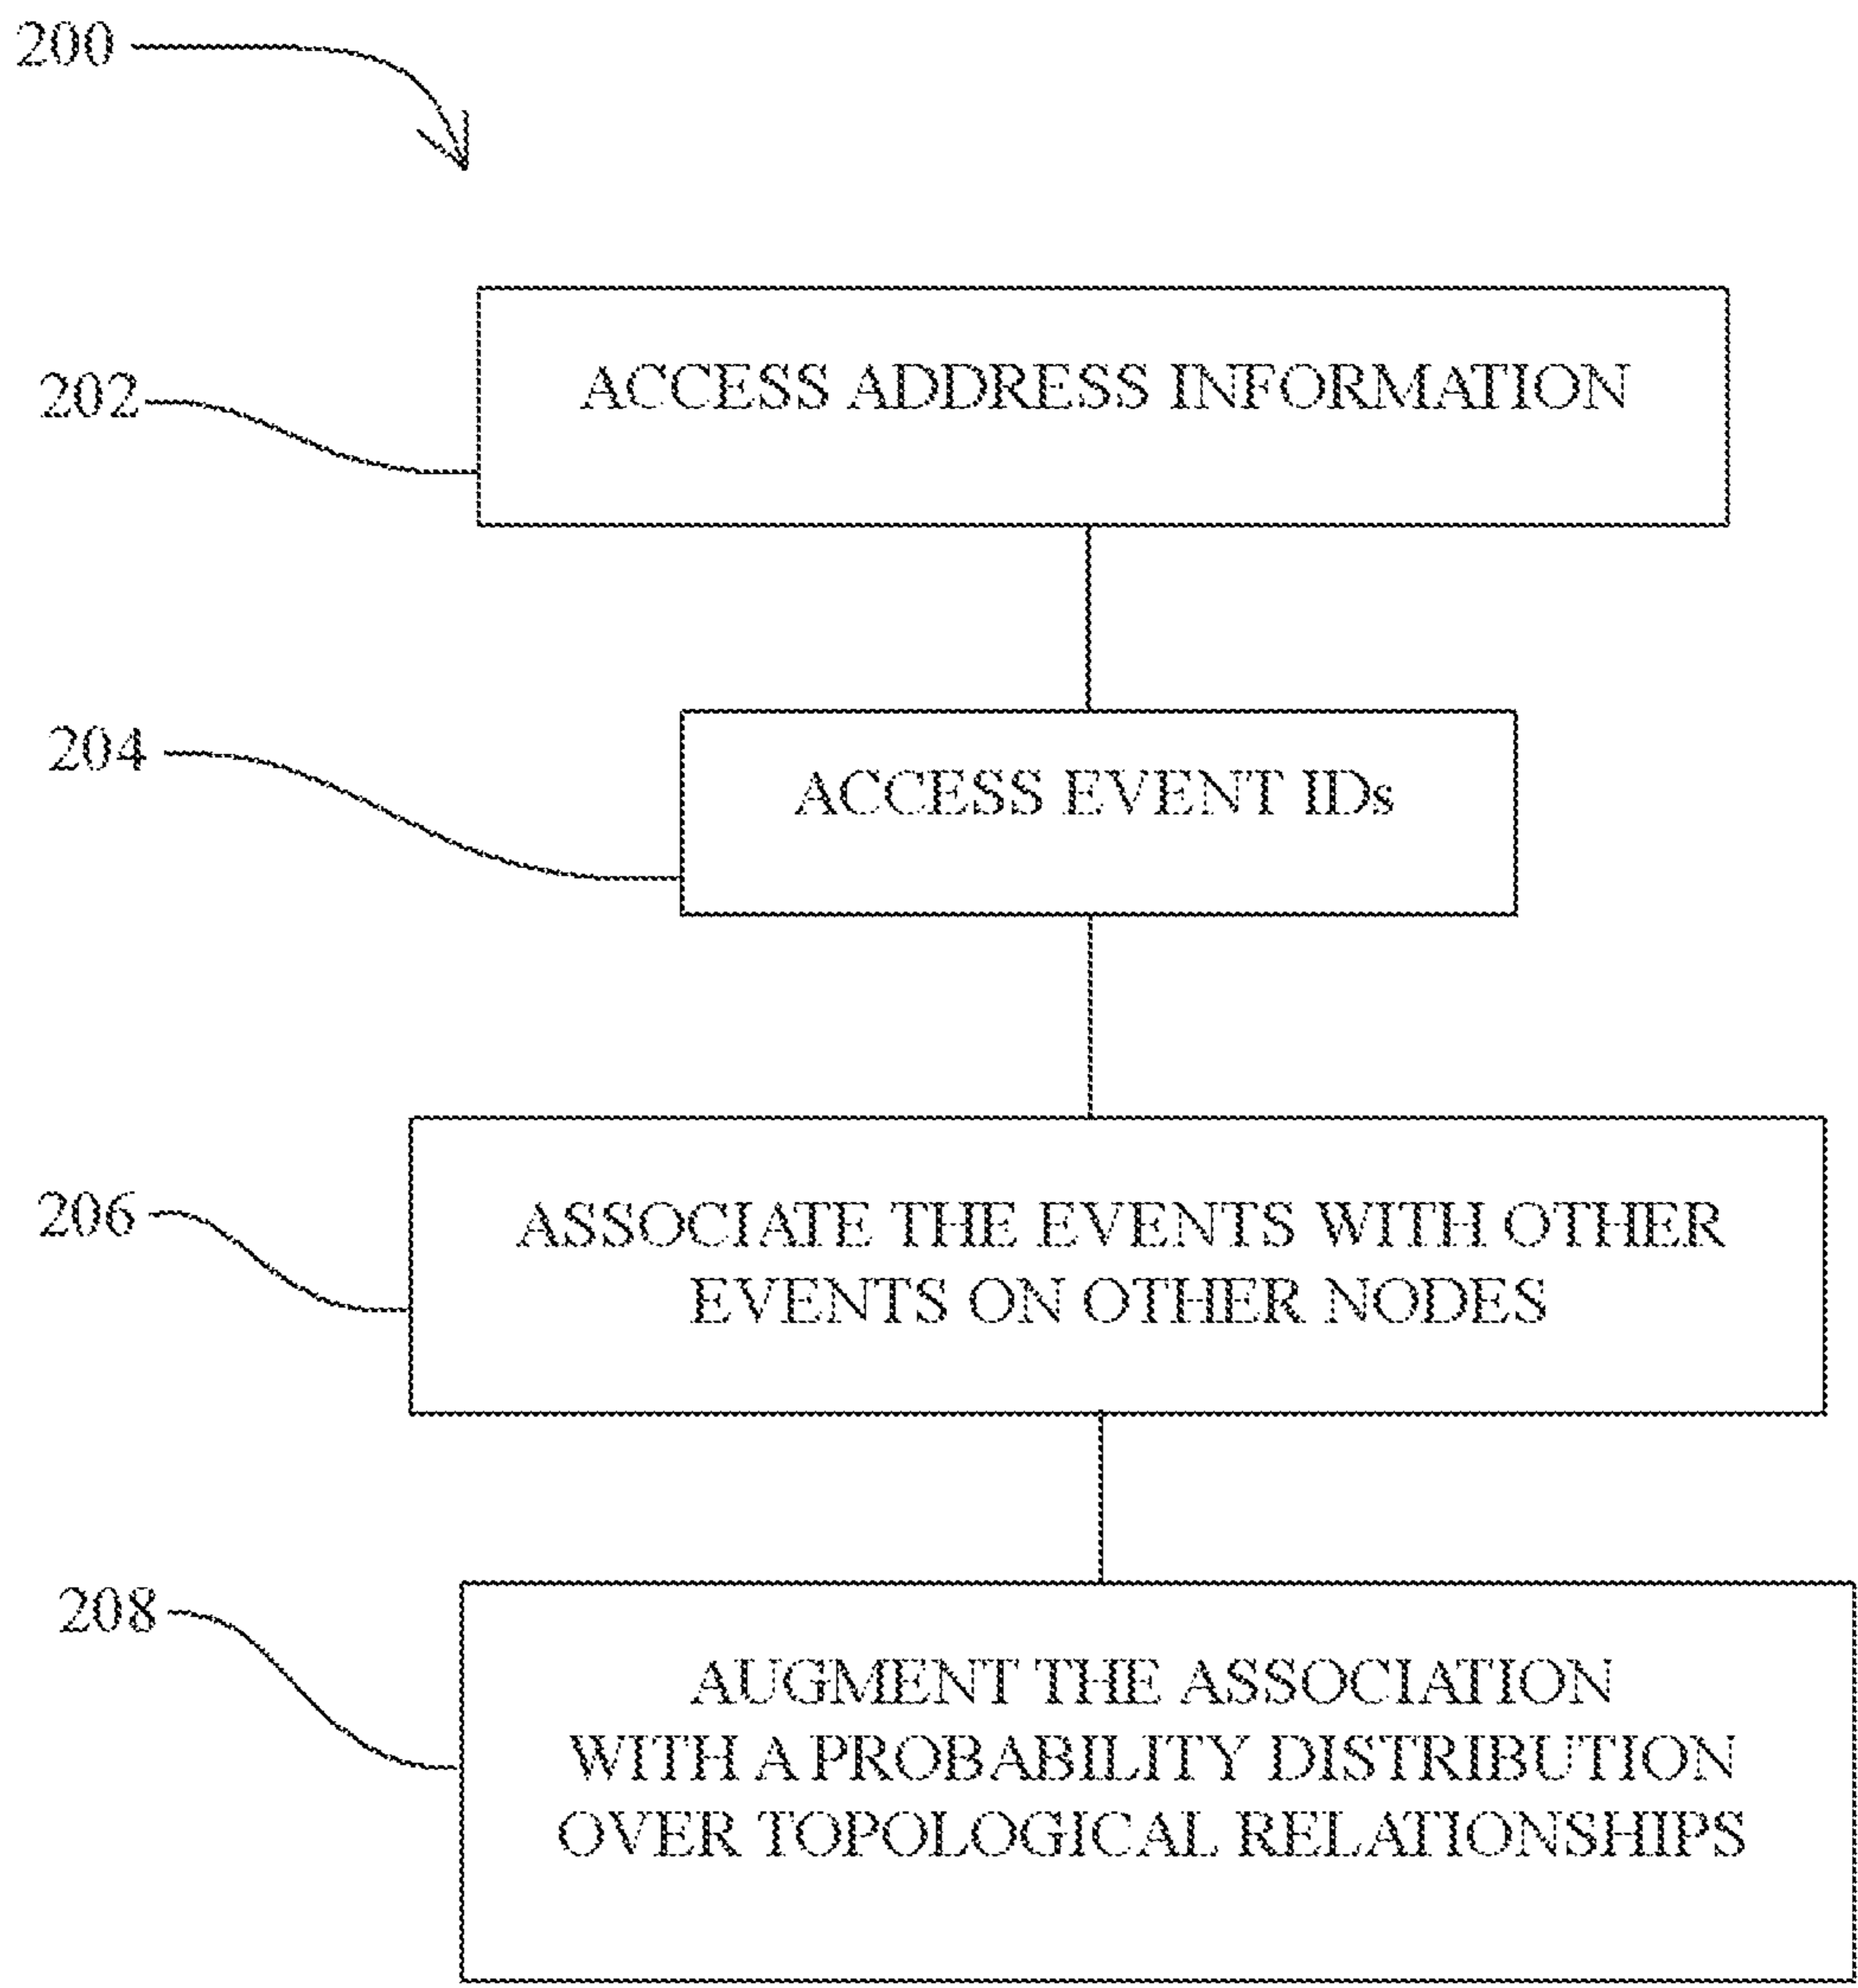 200
202
ACCESS ADDRESS INFORMATION
204
ACCESS EVENT IDs
206
ASSOCIATE THE EVENTS WITH OTHER
EVENTS ON OTHER NODES
208
AUGMENT THE ASSOCIATION
WITH A PROBABILITY DISTRIBUTION
OVER TOPOLOGICAL RELATIONSHIPS